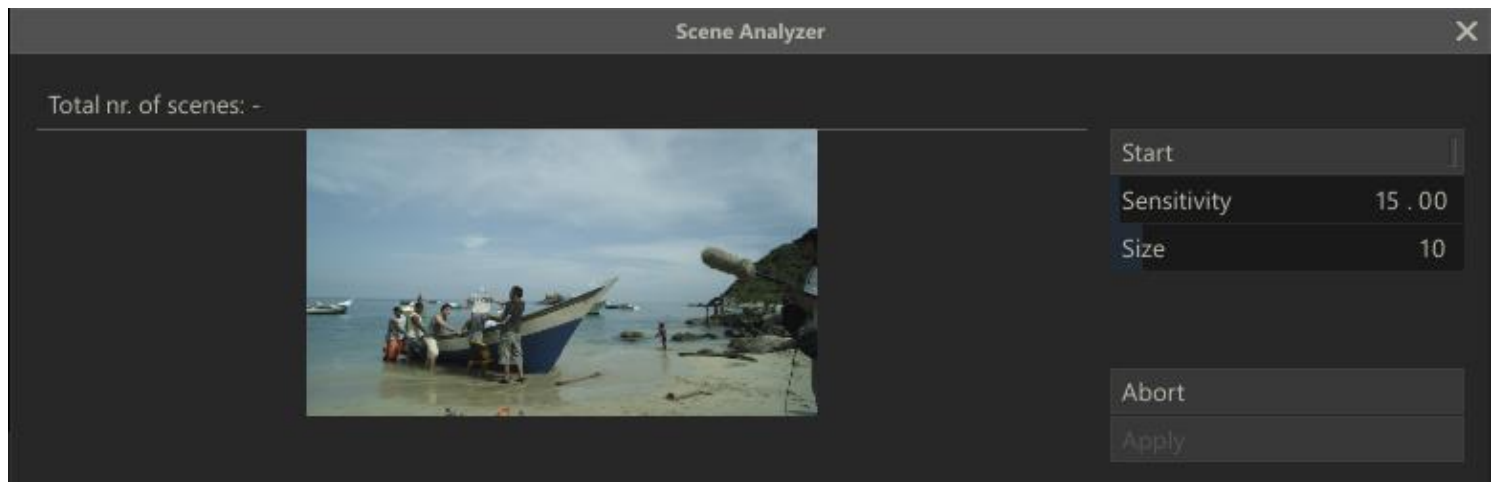 Scene Analyzer
Total nr. of scenes: -
Start
Sensitivity 15 . 00
Size 10
Abort
Apply